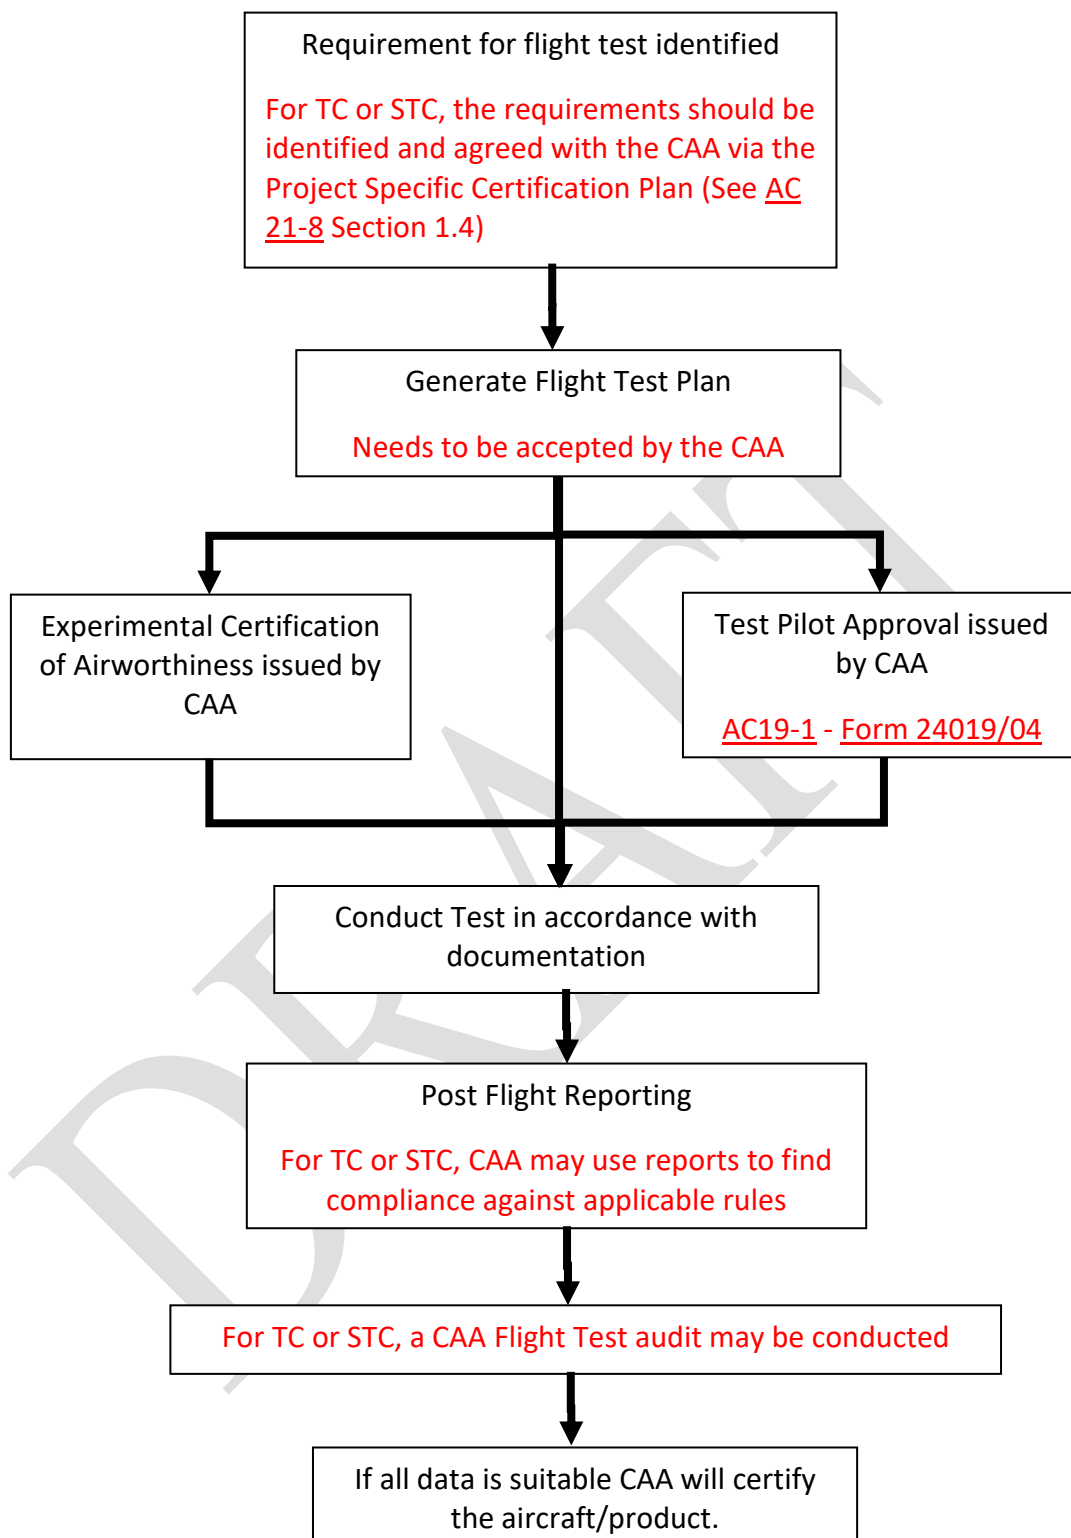 Requirement for flight test identified
For TC or STC, the requirements should be
identified and agreed with the CAA via the
Project Specific Certification Plan (See AC
21-8 Section 1.4)
Generate Flight Test Plan
Needs to be accepted by the CAA
Experimental Certification
of Airworthiness issued by
CAA
Test Pilot Approval issued
by CAA
AC19-1 - Form 24019/04
Conduct Test in accordance with
documentation
Post Flight Reporting
For TC or STC, CAA may use reports to find
compliance against applicable rules
For TC or STC, a CAA Flight Test audit may be conducted
If all data is suitable CAA will certify
the aircraft/product.
DRAFT